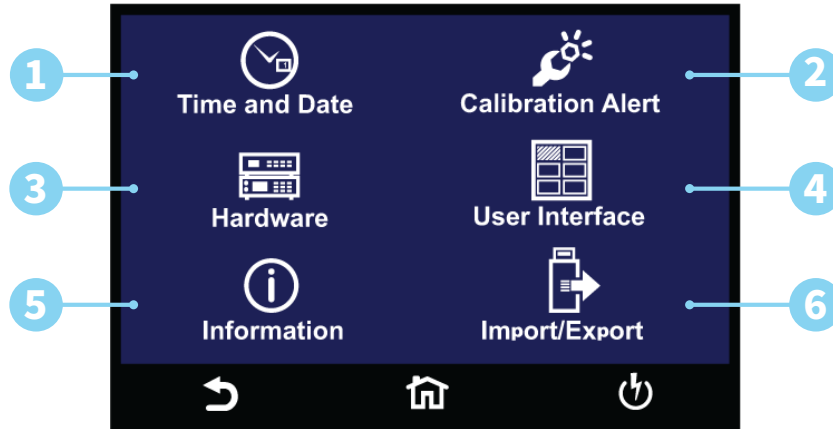 1
Time and Date
2
Calibration Alert
3
Hardware
4
User Interface
5
Information
6
Import/Export